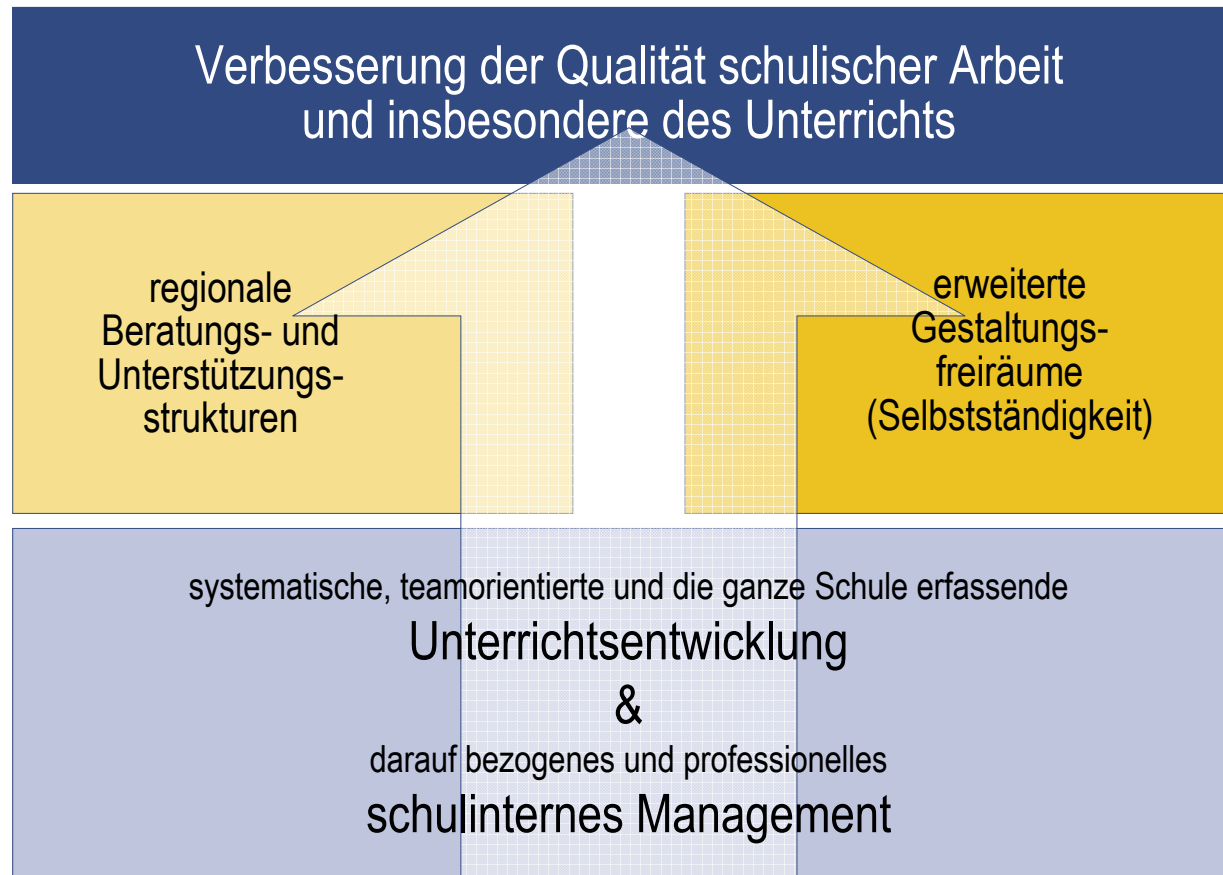 Verbesserung der Qualität schulischer Arbeit
und insbesondere des Unterrichts
regionale
Beratungs- und
Unterstützungs-
strukturen
erweiterte
Gestaltungs-
freiräume
(Selbstständigkeit)
systematische, teamorientierte und die ganze Schule erfassende
Unterrichtsentwicklung
&
darauf bezogenes und professionelles
schulinternes Management